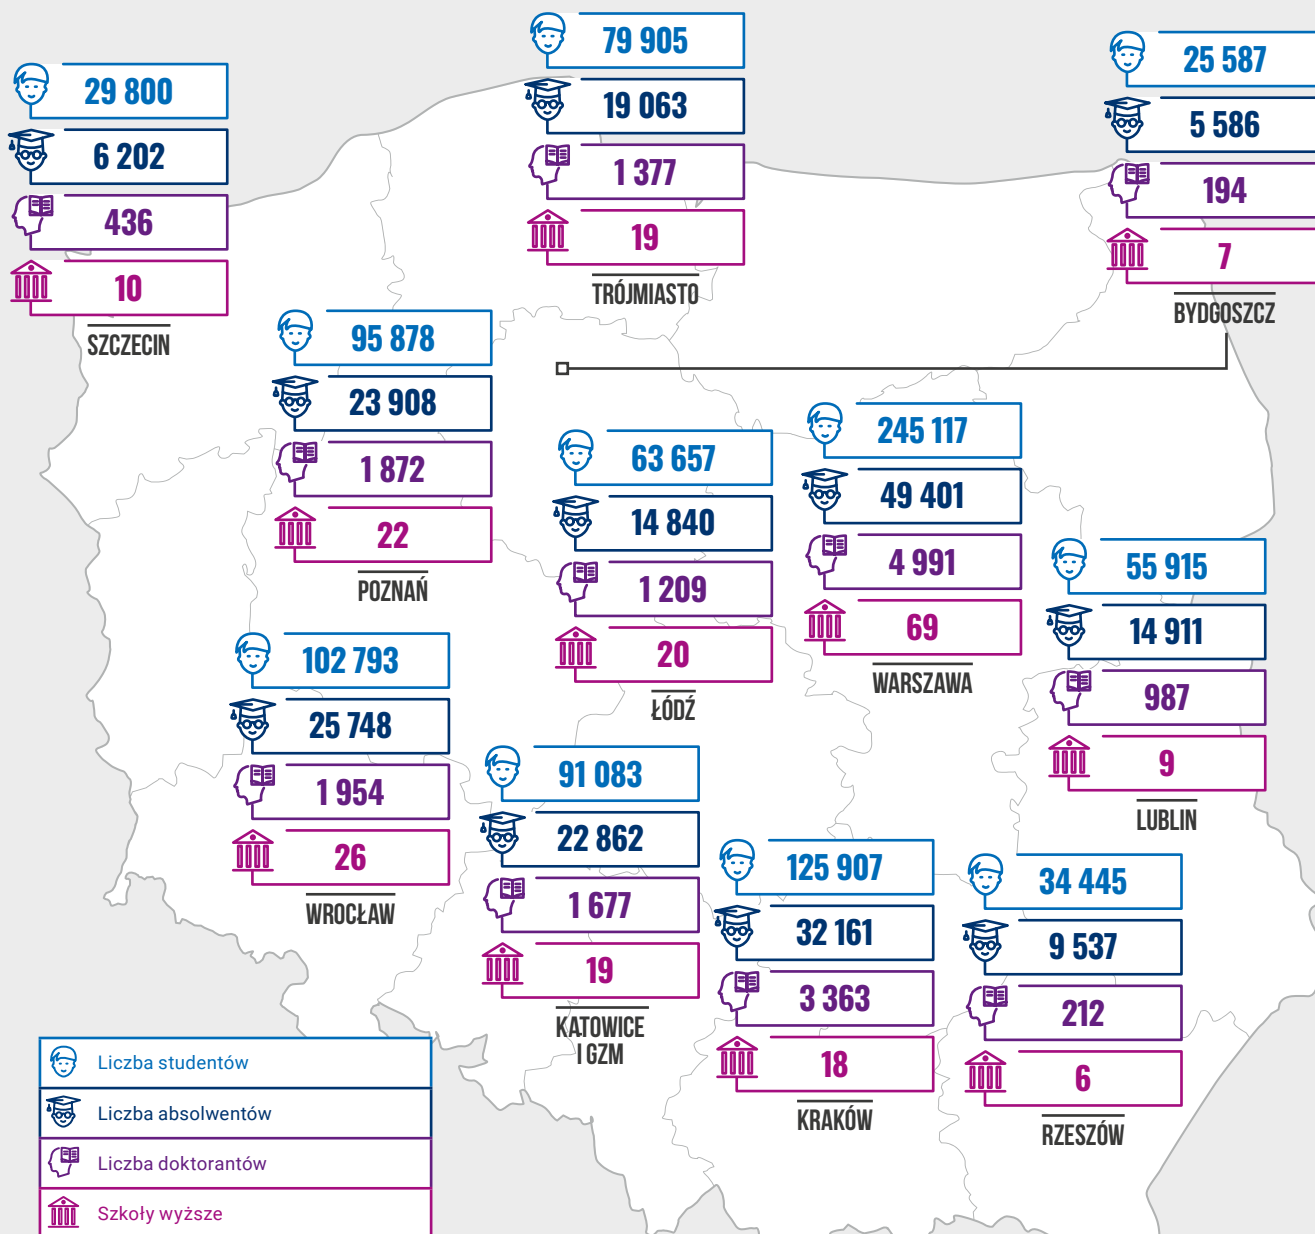 29 800
6 202
436
10
SZCZECIN
79 905
19 063
1 377
19
TRÓJMIASTO
25 587
5 586
194
7
BYDGOSZCZ
95 878
23 908
1 872
22
POZNAŃ
63 657
14 840
1 209
20
ŁÓDŹ
245 117
49 401
4 991
69
WARSZAWA
55 915
14 911
987
9
LUBLIN
102 793
25 748
1 954
26
WROCŁAW
91 083
22 862
1 677
19
KATOWICE
I GZM
125 907
32 161
3 363
18
KRAKÓW
34 445
9 537
212
6
RZESZÓW
Liczba studentów
Liczba absolwentów
Liczba doktorantów
Szkoły wyższe